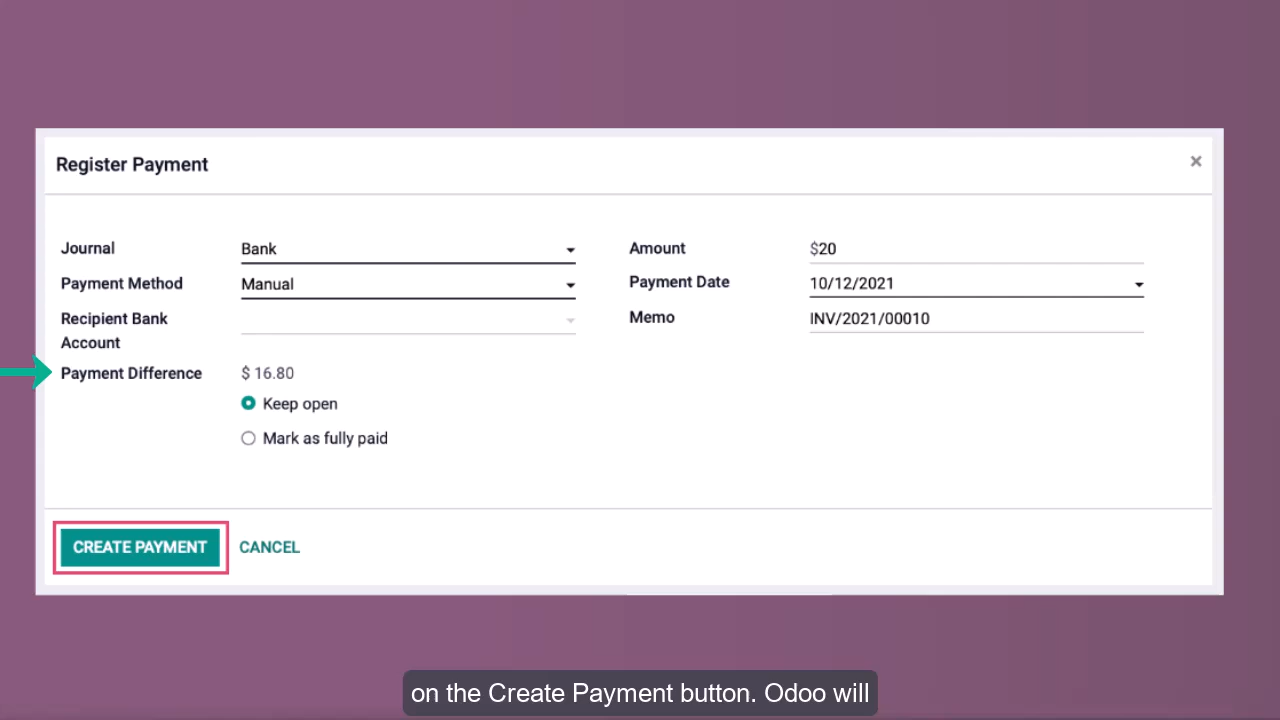 Register Payment ×
Journal Bank Amount $20
Payment Method Manual Payment Date 10/12/2021
Recipient Bank Account Memo INV/2021/00010
Payment Difference $ 16.80
Keep open
Mark as fully paid
CREATE PAYMENT CANCEL
on the Create Payment button. Odoo will